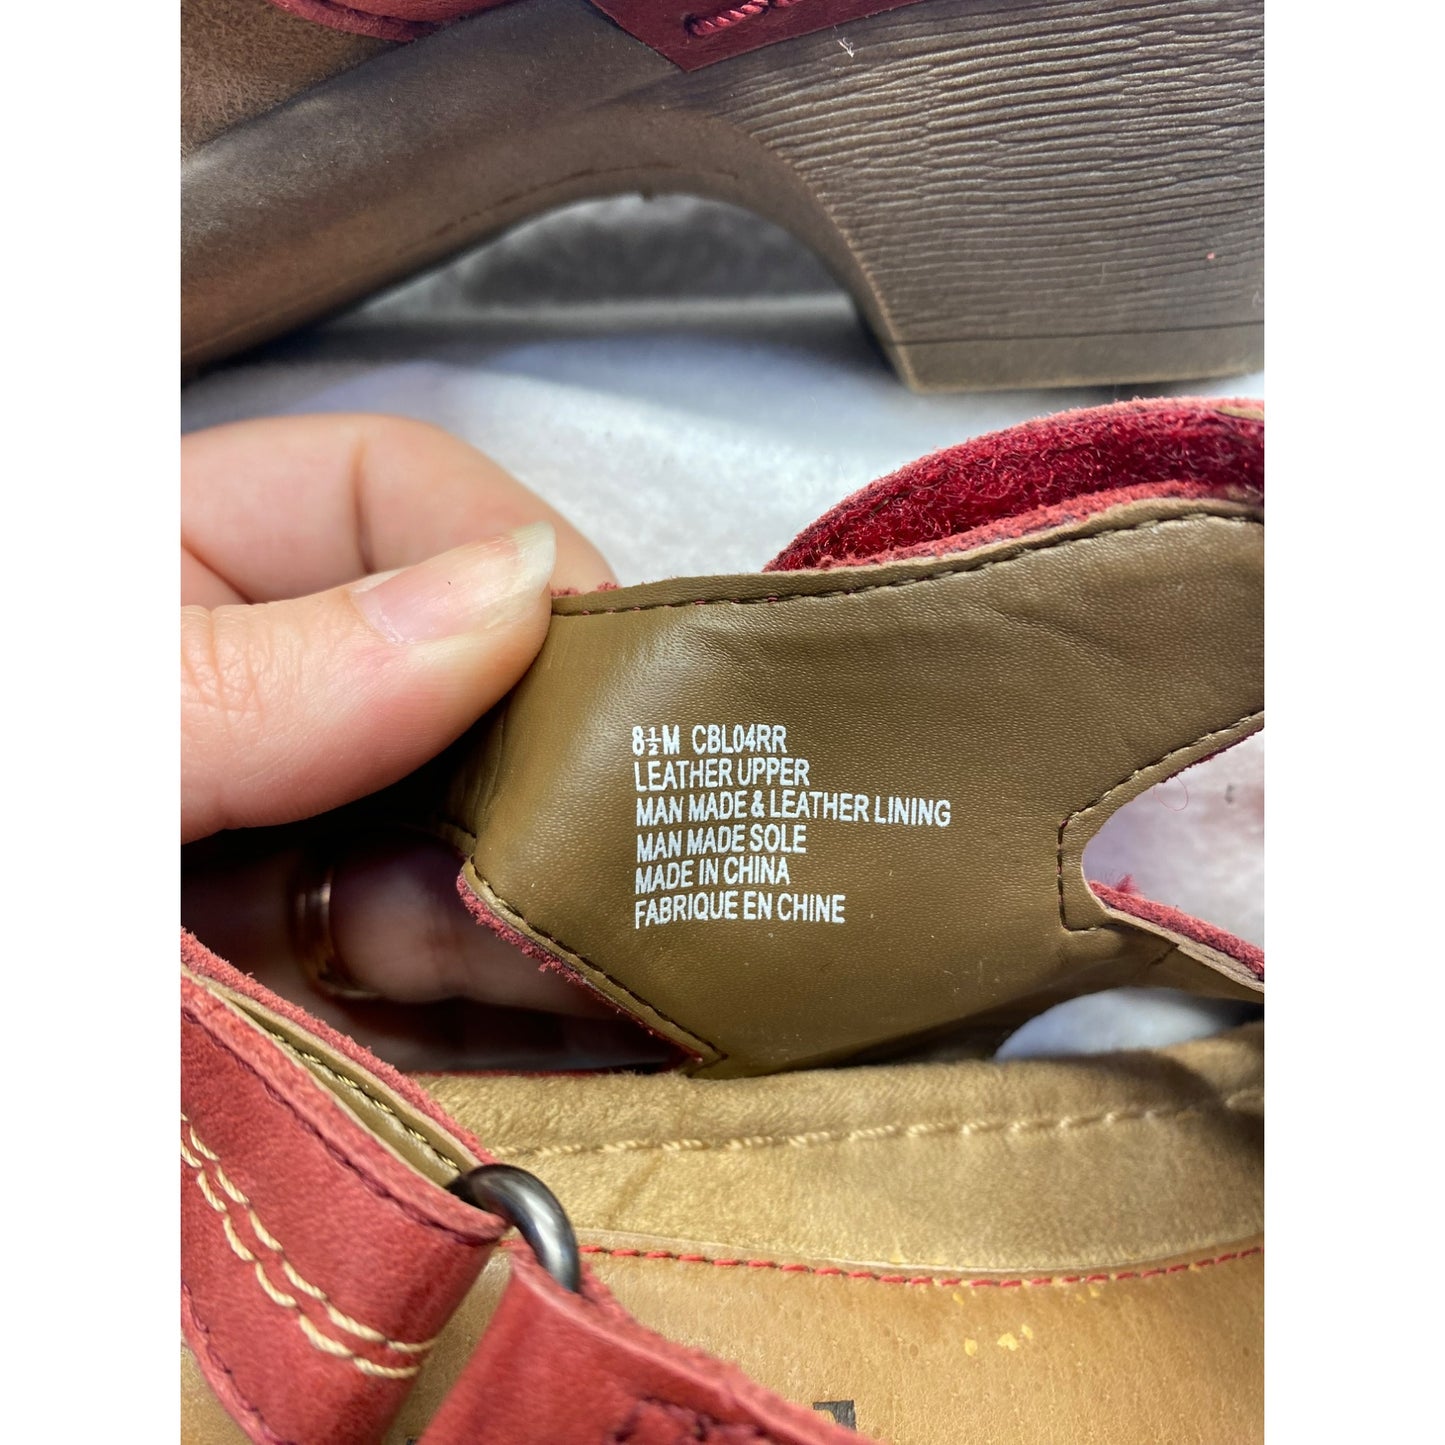 8½M CBL04RR
LEATHER UPPER
MAN MADE & LEATHER LINING
MAN MADE SOLE
MADE IN CHINA
FABRIQUE EN CHINE